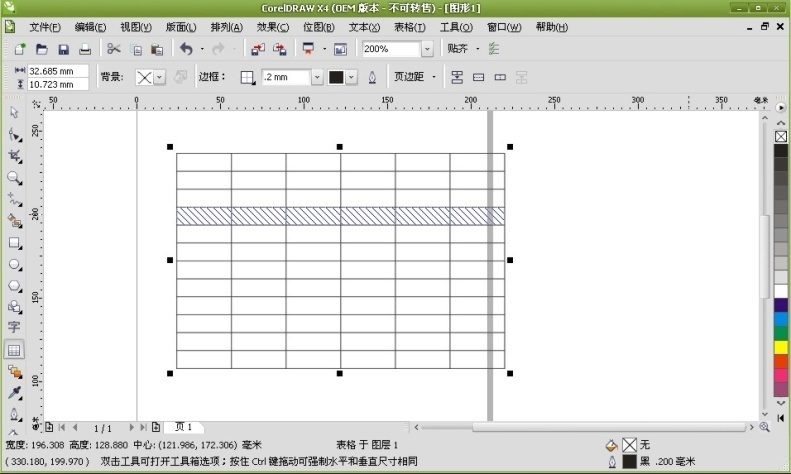 CorelDRAW X4 (OEM 版本 - 不可转售) - [图形1]
文件(F) 编辑(E) 视图(V) 版面(L) 排列(A) 效果(C) 位图(B) 文本(X) 表格(T) 工具(O) 窗口(W) 帮助(H)
200% 贴齐
32.685 mm
10.723 mm
背景: 边框: .2 mm 页边距
50 0 50 100 150 200 250 300 350 毫米
250
200
150
100
字
1 / 1 页 1
宽度: 196.308 高度: 128.880 中心: (121.986, 172.306) 毫米 表格 于 图层 1 无
( 330.180, 199.970 ) 双击工具可打开工具箱选项；按住 Ctrl 键拖动可强制水平和垂直尺寸相同 黑 .200 毫米